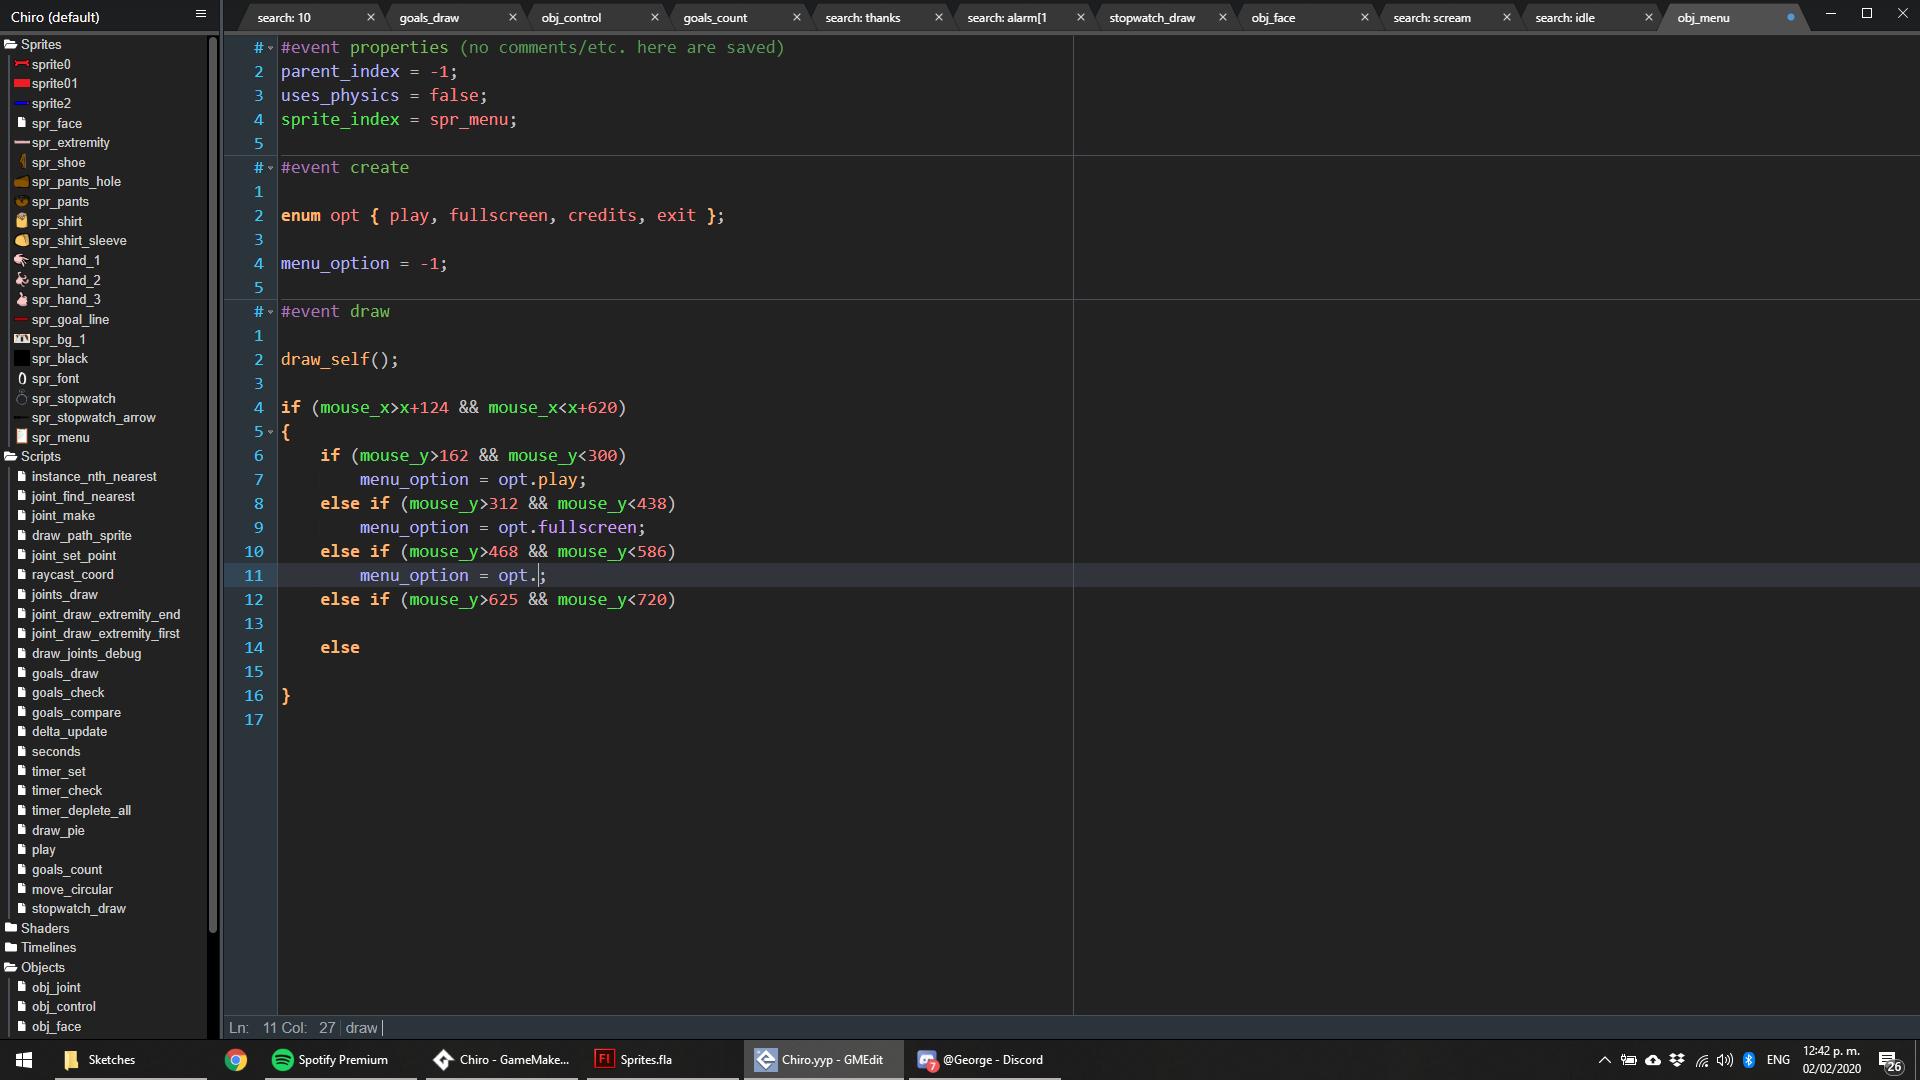 Chiro (default)
search: 10
goals_draw
obj_control
goals_count
search: thanks
search: alarm[1
stopwatch_draw
obj_face
search: scream
search: idle
obj_menu
Sprites
sprite0
sprite01
sprite2
spr_face
spr_extremity
spr_shoe
spr_pants_hole
spr_pants
spr_shirt
spr_shirt_sleeve
spr_hand_1
spr_hand_2
spr_hand_3
spr_goal_line
spr_bg_1
spr_black
spr_font
spr_stopwatch
spr_stopwatch_arrow
spr_menu
Scripts
instance_nth_nearest
joint_find_nearest
joint_make
draw_path_sprite
joint_set_point
raycast_coord
joints_draw
joint_draw_extremity_end
joint_draw_extremity_first
draw_joints_debug
goals_draw
goals_check
goals_compare
delta_update
seconds
timer_set
timer_check
timer_deplete_all
draw_pie
play
goals_count
move_circular
stopwatch_draw
Shaders
Timelines
Objects
obj_joint
obj_control
obj_face
# #event properties (no comments/etc. here are saved)
2 parent_index = -1;
3 uses_physics = false;
4 sprite_index = spr_menu;
5
# #event create
1
2 enum opt { play, fullscreen, credits, exit };
3
4 menu_option = -1;
5
# #event draw
1
2 draw_self();
3
4 if (mouse_x>x+124 && mouse_x<x+620)
5 {
6 if (mouse_y>162 && mouse_y<300)
7 menu_option = opt.play;
8 else if (mouse_y>312 && mouse_y<438)
9 menu_option = opt.fullscreen;
10 else if (mouse_y>468 && mouse_y<586)
11 menu_option = opt.;
12 else if (mouse_y>625 && mouse_y<720)
13
14 else
15
16 }
17
Ln: 11 Col: 27 draw
Sketches
Spotify Premium
Chiro - GameMake...
Fl Sprites.fla
Chiro.yyp - GMEdit
7 @George - Discord
ENG
12:42 p. m.
02/02/2020
26